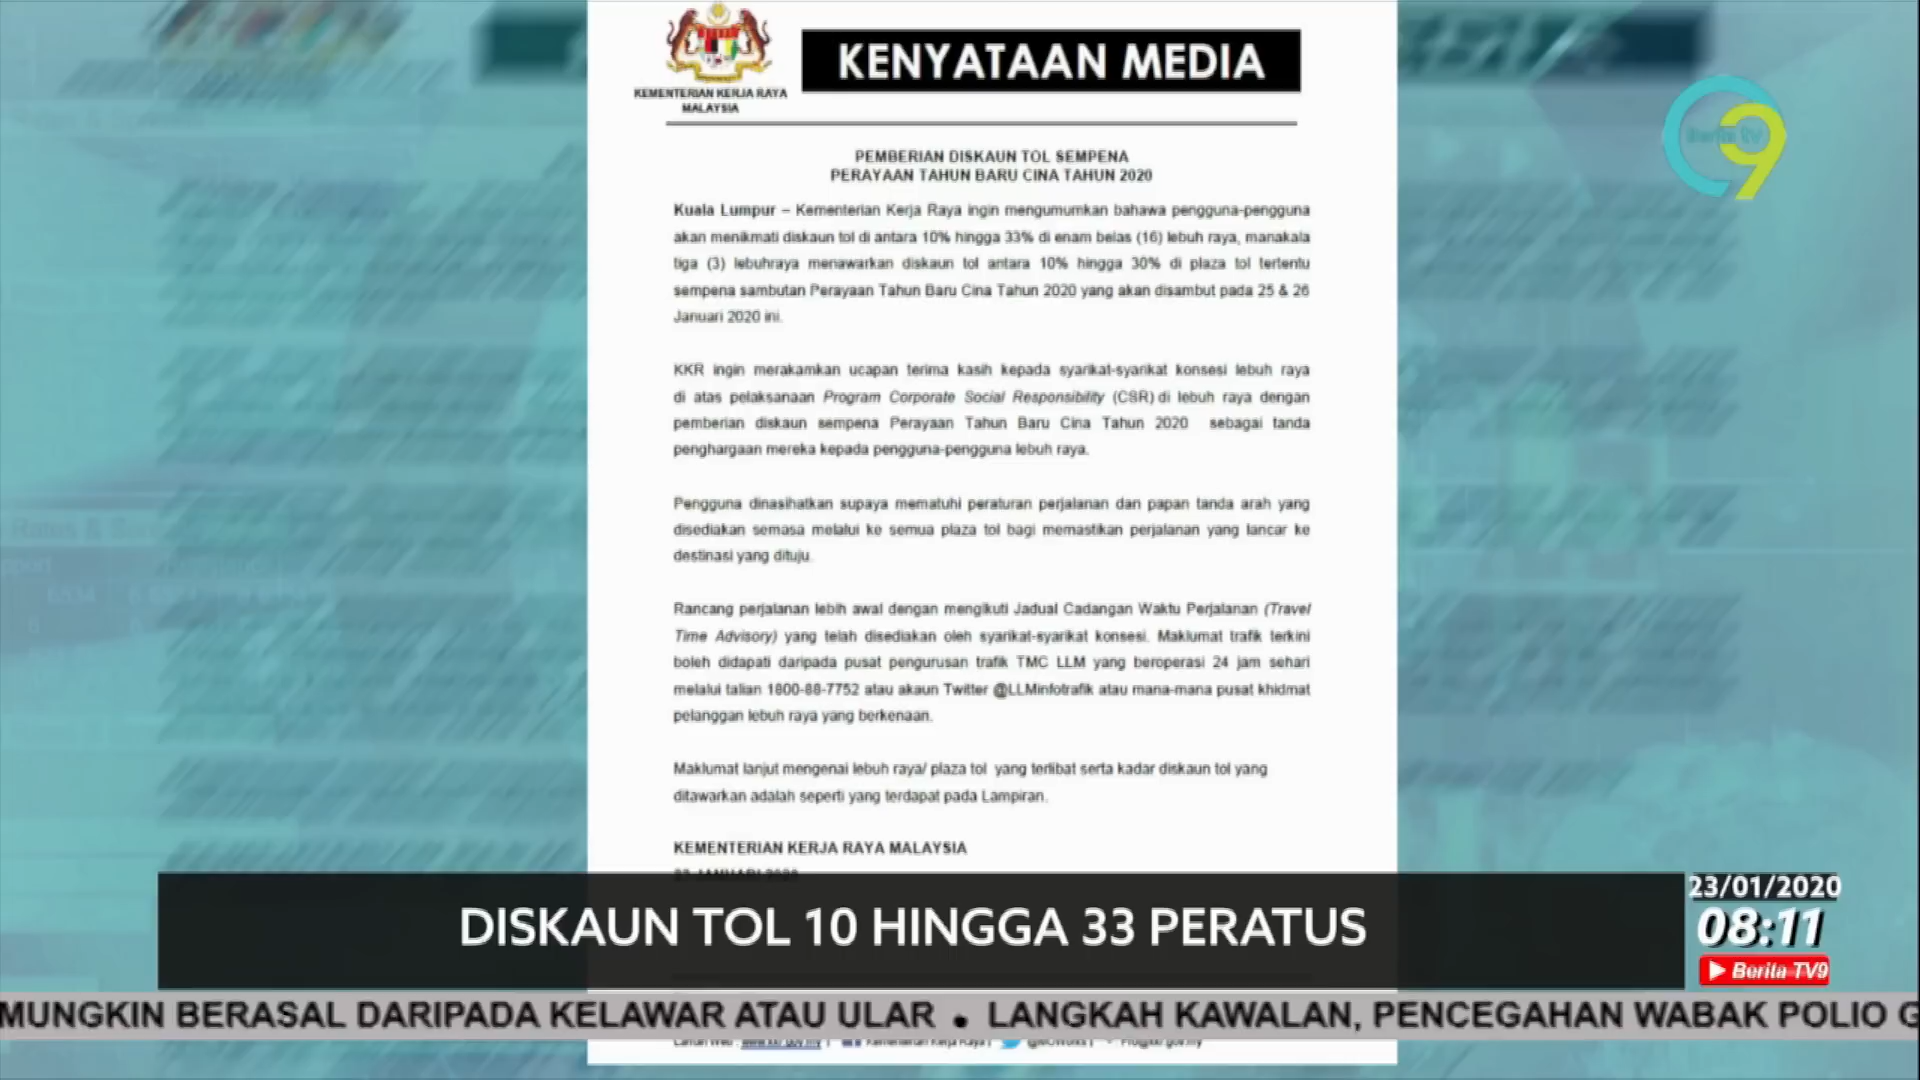 KEMENTERIAN KERJA RAYA
MALAYSIA
KENYATAAN MEDIA
Berita TV
9
PEMBERIAN DISKAUN TOL SEMPENA
PERAYAAN TAHUN BARU CINA TAHUN 2020
Kuala Lumpur – Kementerian Kerja Raya ingin mengumumkan bahawa pengguna-pengguna
akan menikmati diskaun tol di antara 10% hingga 33% di enam belas (16) lebuh raya, manakala
tiga (3) lebuhraya menawarkan diskaun tol antara 10% hingga 30% di plaza tol tertentu
sempena sambutan Perayaan Tahun Baru Cina Tahun 2020 yang akan disambut pada 25 & 26
Januari 2020 ini.
KKR ingin merakamkan ucapan terima kasih kepada syarikat-syarikat konsesi lebuh raya
di atas pelaksanaan Program Corporate Social Responsibility (CSR) di lebuh raya dengan
pemberian diskaun sempena Perayaan Tahun Baru Cina Tahun 2020 sebagai tanda
penghargaan mereka kepada pengguna-pengguna lebuh raya.
Pengguna dinasihatkan supaya mematuhi peraturan perjalanan dan papan tanda arah yang
disediakan semasa melalui ke semua plaza tol bagi memastikan perjalanan yang lancar ke
destinasi yang dituju.
Rancang perjalanan lebih awal dengan mengikuti Jadual Cadangan Waktu Perjalanan (Travel
Time Advisory) yang telah disediakan oleh syarikat-syarikat konsesi. Maklumat trafik terkini
boleh didapati daripada pusat pengurusan trafik TMC LLM yang beroperasi 24 jam sehari
melalui talian 1800-88-7752 atau akaun Twitter @LLMinfotrafik atau mana-mana pusat khidmat
pelanggan lebuh raya yang berkenaan.
Maklumat lanjut mengenai lebuh raya/ plaza tol yang terlibat serta kadar diskaun tol yang
ditawarkan adalah seperti yang terdapat pada Lampiran.
KEMENTERIAN KERJA RAYA MALAYSIA
DISKAUN TOL 10 HINGGA 33 PERATUS
23/01/2020
08:11
Berita TV9
MUNGKIN BERASAL DARIPADA KELAWAR ATAU ULAR • LANGKAH KAWALAN, PENCEGAHAN WABAK POLIO G